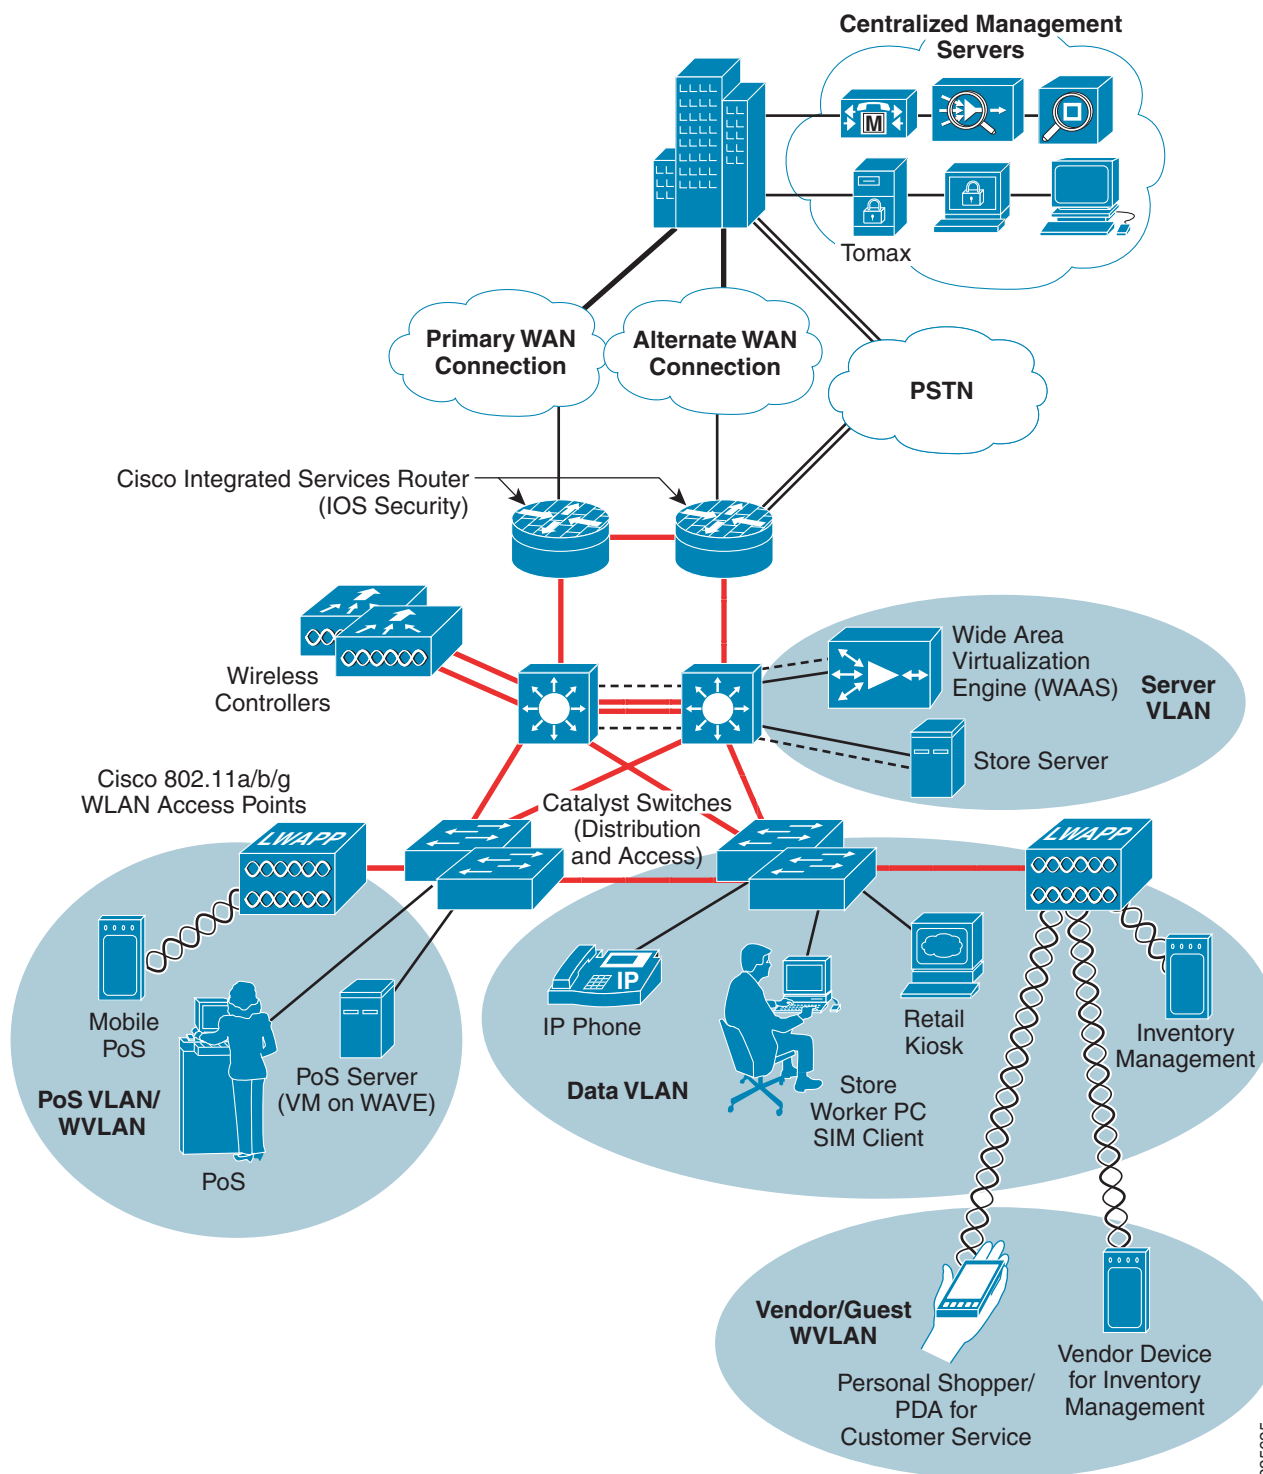 Centralized Management
Servers
M
Tomax
Primary WAN
Connection
Alternate WAN
Connection
PSTN
Cisco Integrated Services Router
(IOS Security)
Wireless
Controllers
Wide Area
Virtualization
Engine (WAAS)
Server
VLAN
Store Server
Cisco 802.11a/b/g
WLAN Access Points
Catalyst Switches
(Distribution
and Access)
LWAPP
LWAPP
Mobile
PoS
PoS Server
(VM on WAVE)
PoS VLAN/
WVLAN
PoS
IP
IP Phone
Data VLAN
Store
Worker PC
SIM Client
Retail
Kiosk
Inventory
Management
Vendor/Guest
WVLAN
Personal Shopper/
PDA for
Customer Service
Vendor Device
for Inventory
Management